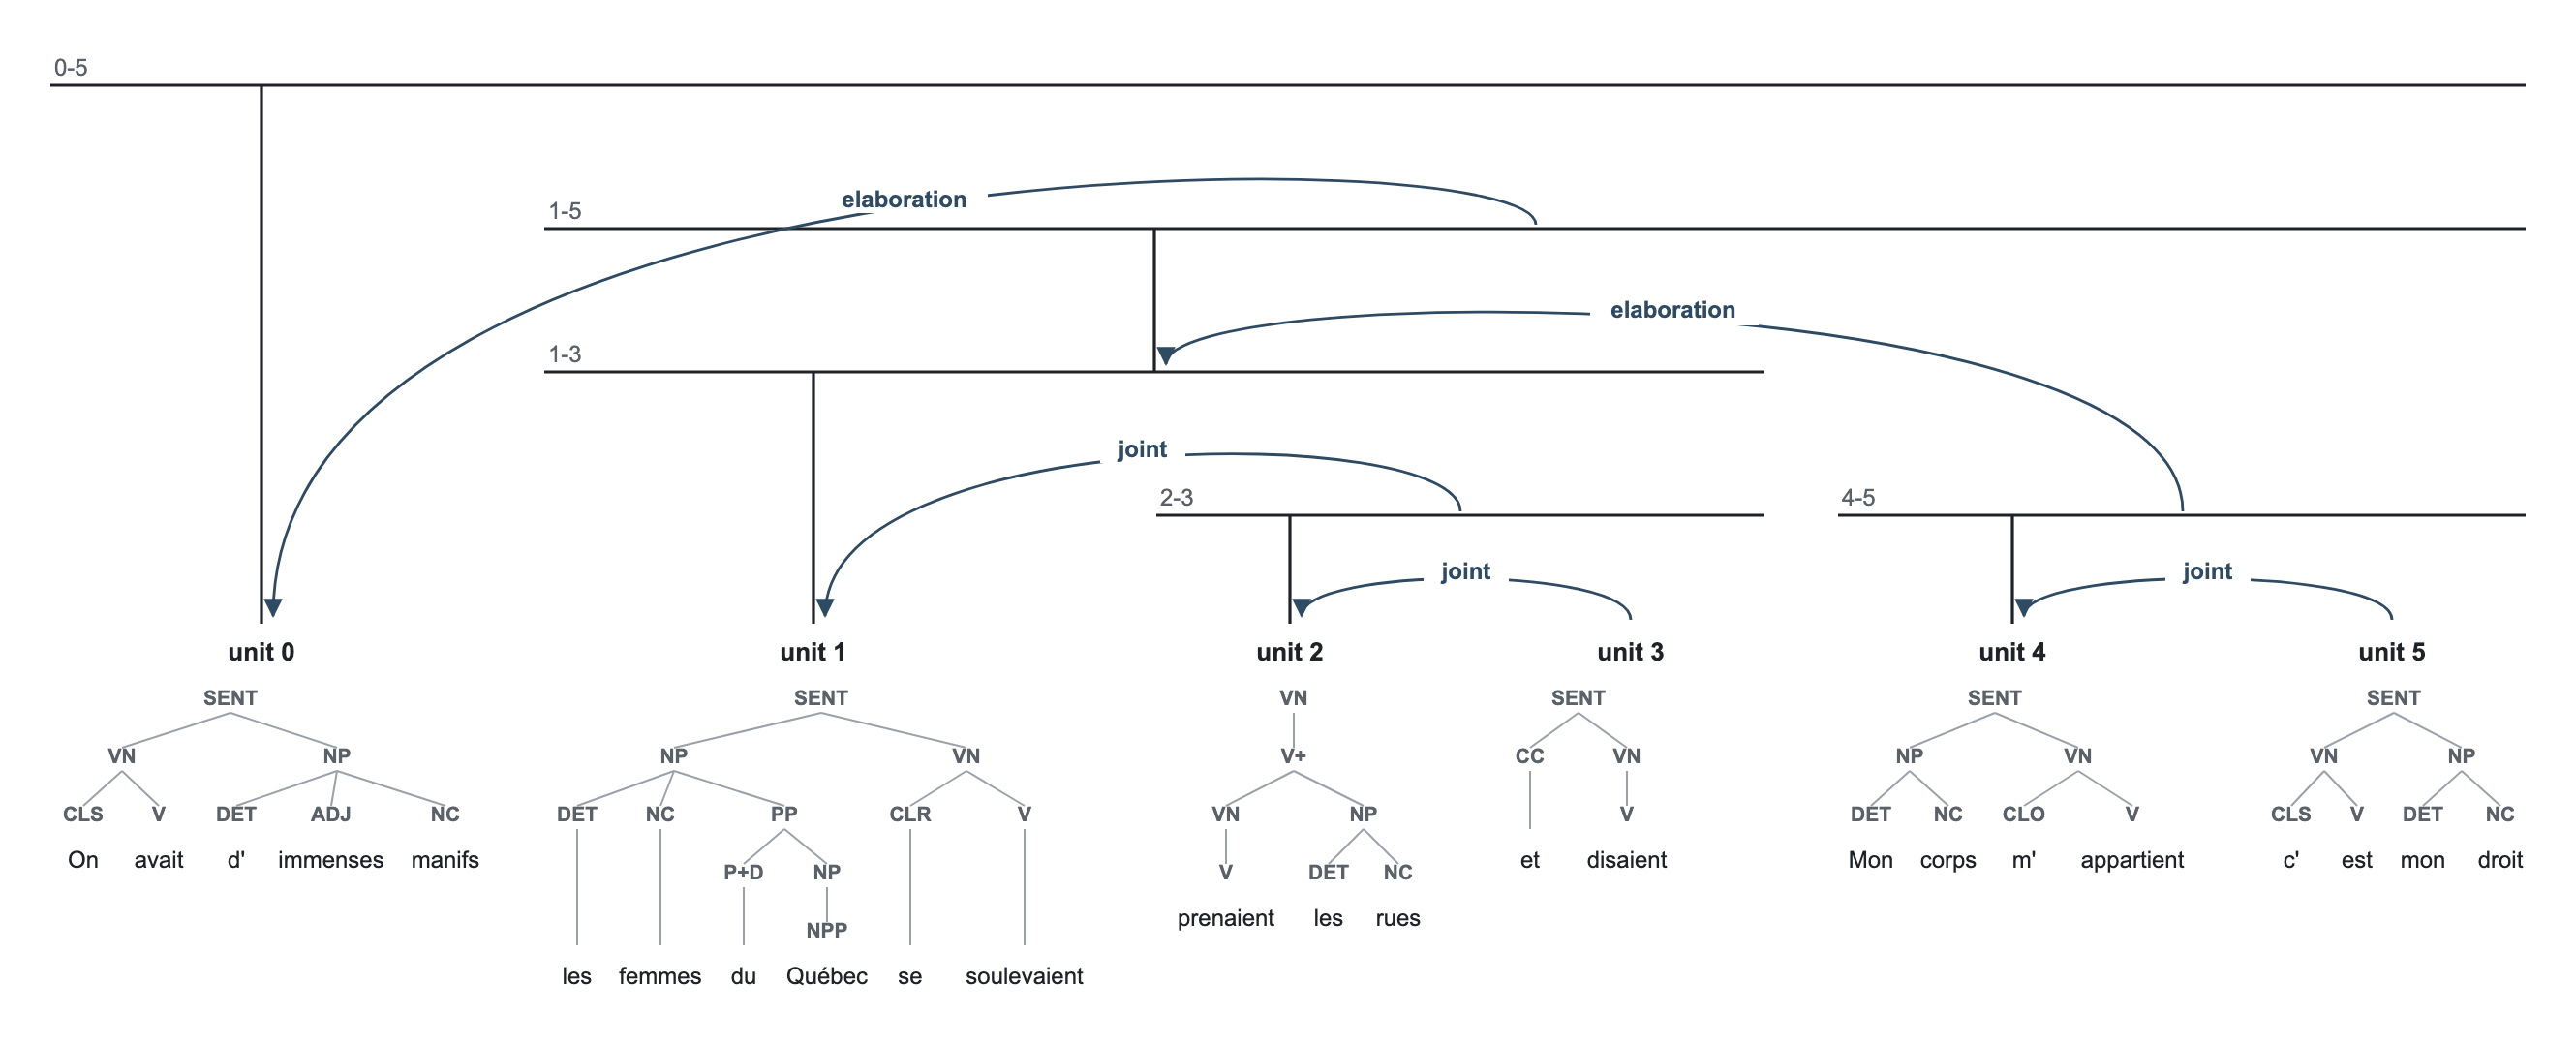 0-5
elaboration
1-5
elaboration
1-3
joint
2-3
4-5
joint
joint
unit 0
unit 1
unit 2
unit 3
unit 4
unit 5
SENT
SENT
VN
SENT
SENT
SENT
VN NP
NP VN
V+
CC VN
NP VN
VN NP
CLS V DET ADJ NC
DET NC PP CLR V
VN NP
V
DET NC CLO V
CLS V DET NC
On avait d' immenses manifs
et disaient
Mon corps m' appartient
c' est mon droit
P+D NP
V DET NC
prenaient les rues
NPP
les femmes du Québec se soulevaient